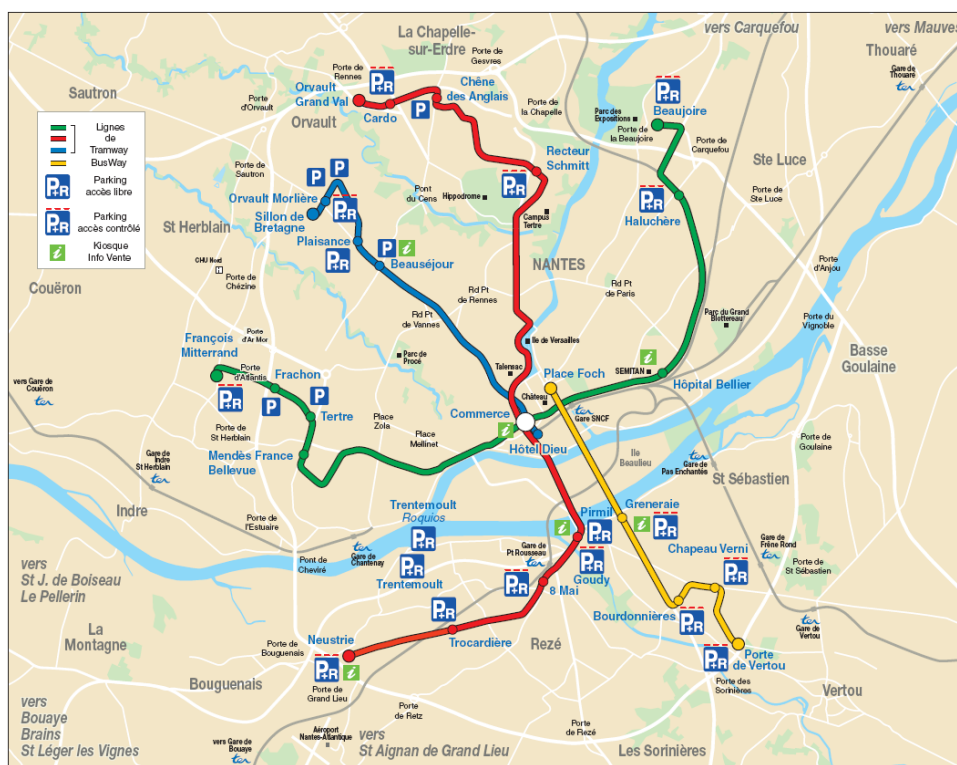 La Chapelle-
sur-Erdre
vers Carquefou
vers Mauves
Thouaré
Gare de
Thouaré
ter
Porte de
Gesvres
Porte de
Rennes
P+R
Orvault
Grand Val
Cardo
P
Chêne
des Anglais
Porte
d'Orvault
Sautron
Orvault
Porte de
la Chapelle
P+R
Beaujoire
Parc des
Expositions
Porte de
la Beaujoire
Porte de
Carquefou
Ste Luce
Porte de
Ste Luce
Lignes
de
Tramway
BusWay
P+R
Parking
accès libre
P+R
Parking
accès contrôlé
i
Kiosque
Info Vente
Porte de
Sautron
P
P
Orvault Morlière
P+R
Sillon de
Bretagne
Plaisance
P+R
P
i
Beauséjour
Pont
du Cens
Hippodrome
Recteur
Schmitt
P+R
Campus
Tertre
P+R
Haluchère
St Herblain
CHU Nord
Porte de
Chézine
Couëron
NANTES
Rd Pt
de Rennes
Rd Pt
de Paris
Rd Pt
de Vannes
Porte
d'Anjou
Parc du Grand
Blottereau
Porte du
Vignoble
Basse
Goulaine
François
Mitterrand
Porte
d'Ar Mor
Porte
d'Atlantis
Frachon
P
P
Tertre
P+R
vers Gare de
Couëron
ter
Porte de
St Herblain
Mendès France
Bellevue
Parc de
Procé
Place
Zola
Place
Mellinet
Ile de Versailles
Talensac
Place Foch
Château
Commerce
i
Hôtel Dieu
ter
Gare SNCF
i
SEMITAN
Hôpital Bellier
Ile
Beaulieu
Gare de
Pas Enchantés
ter
Porte de
Goulaine
St Sébastien
Gare de
Indre
St Herblain
ter
Indre
Porte de
l'Estuaire
Pont de
Cheviré
ter
Gare de
Chantenay
Trentemoult
Roquios
P+R
P+R
Trentemoult
i
Pirmil
P+R
P+R
Goudy
Gare de
Pt Rousseau
ter
P+R
8 Mai
Greneraie
i
P+R
Chapeau Verni
P+R
Gare de
Frêne Rond
ter
Porte de
St Sébastien
Bourdonnières
P+R
Gare de
Vertou
ter
Porte
de Vertou
P+R
Porte des
Sorinières
Vertou
vers
St J. de Boiseau
Le Pellerin
La
Montagne
Porte de
Bouguenais
Neustrie
P+R
i
Porte de
Grand Lieu
P+R
Trocardière
Rezé
Bouguenais
Porte
de Retz
Porte
de Rezé
vers
Bouaye
Brains
St Léger les Vignes
vers Gare de
Bouaye
ter
Aéroport
Nantes-Atlantique
vers
St Aignan de Grand Lieu
Les Sorinières